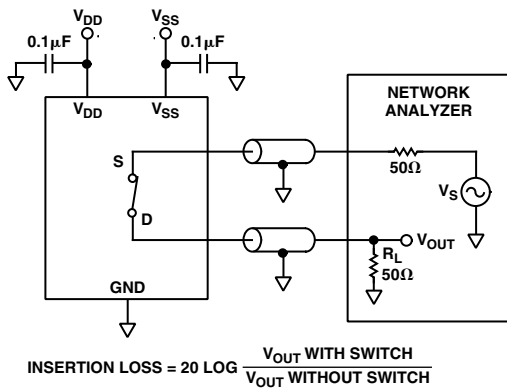 VDD
VSS
0.1µF
0.1µF
VDD
VSS
NETWORK
ANALYZER
S
50Ω
VS
D
VOUT
RL
50Ω
GND
INSERTION LOSS = 20 LOG VOUT WITH SWITCH
VOUT WITHOUT SWITCH